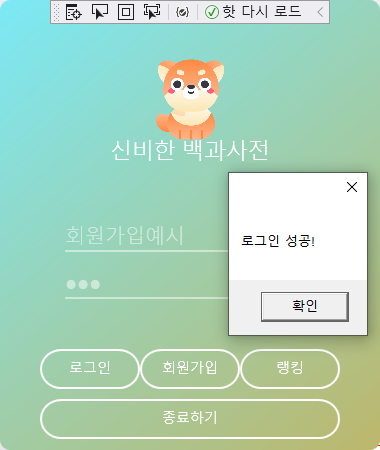 핫 다시 로드
신비한 백과사전
회원가입예시
●●●
로그인 성공!
확인
로그인
회원가입
랭킹
종료하기